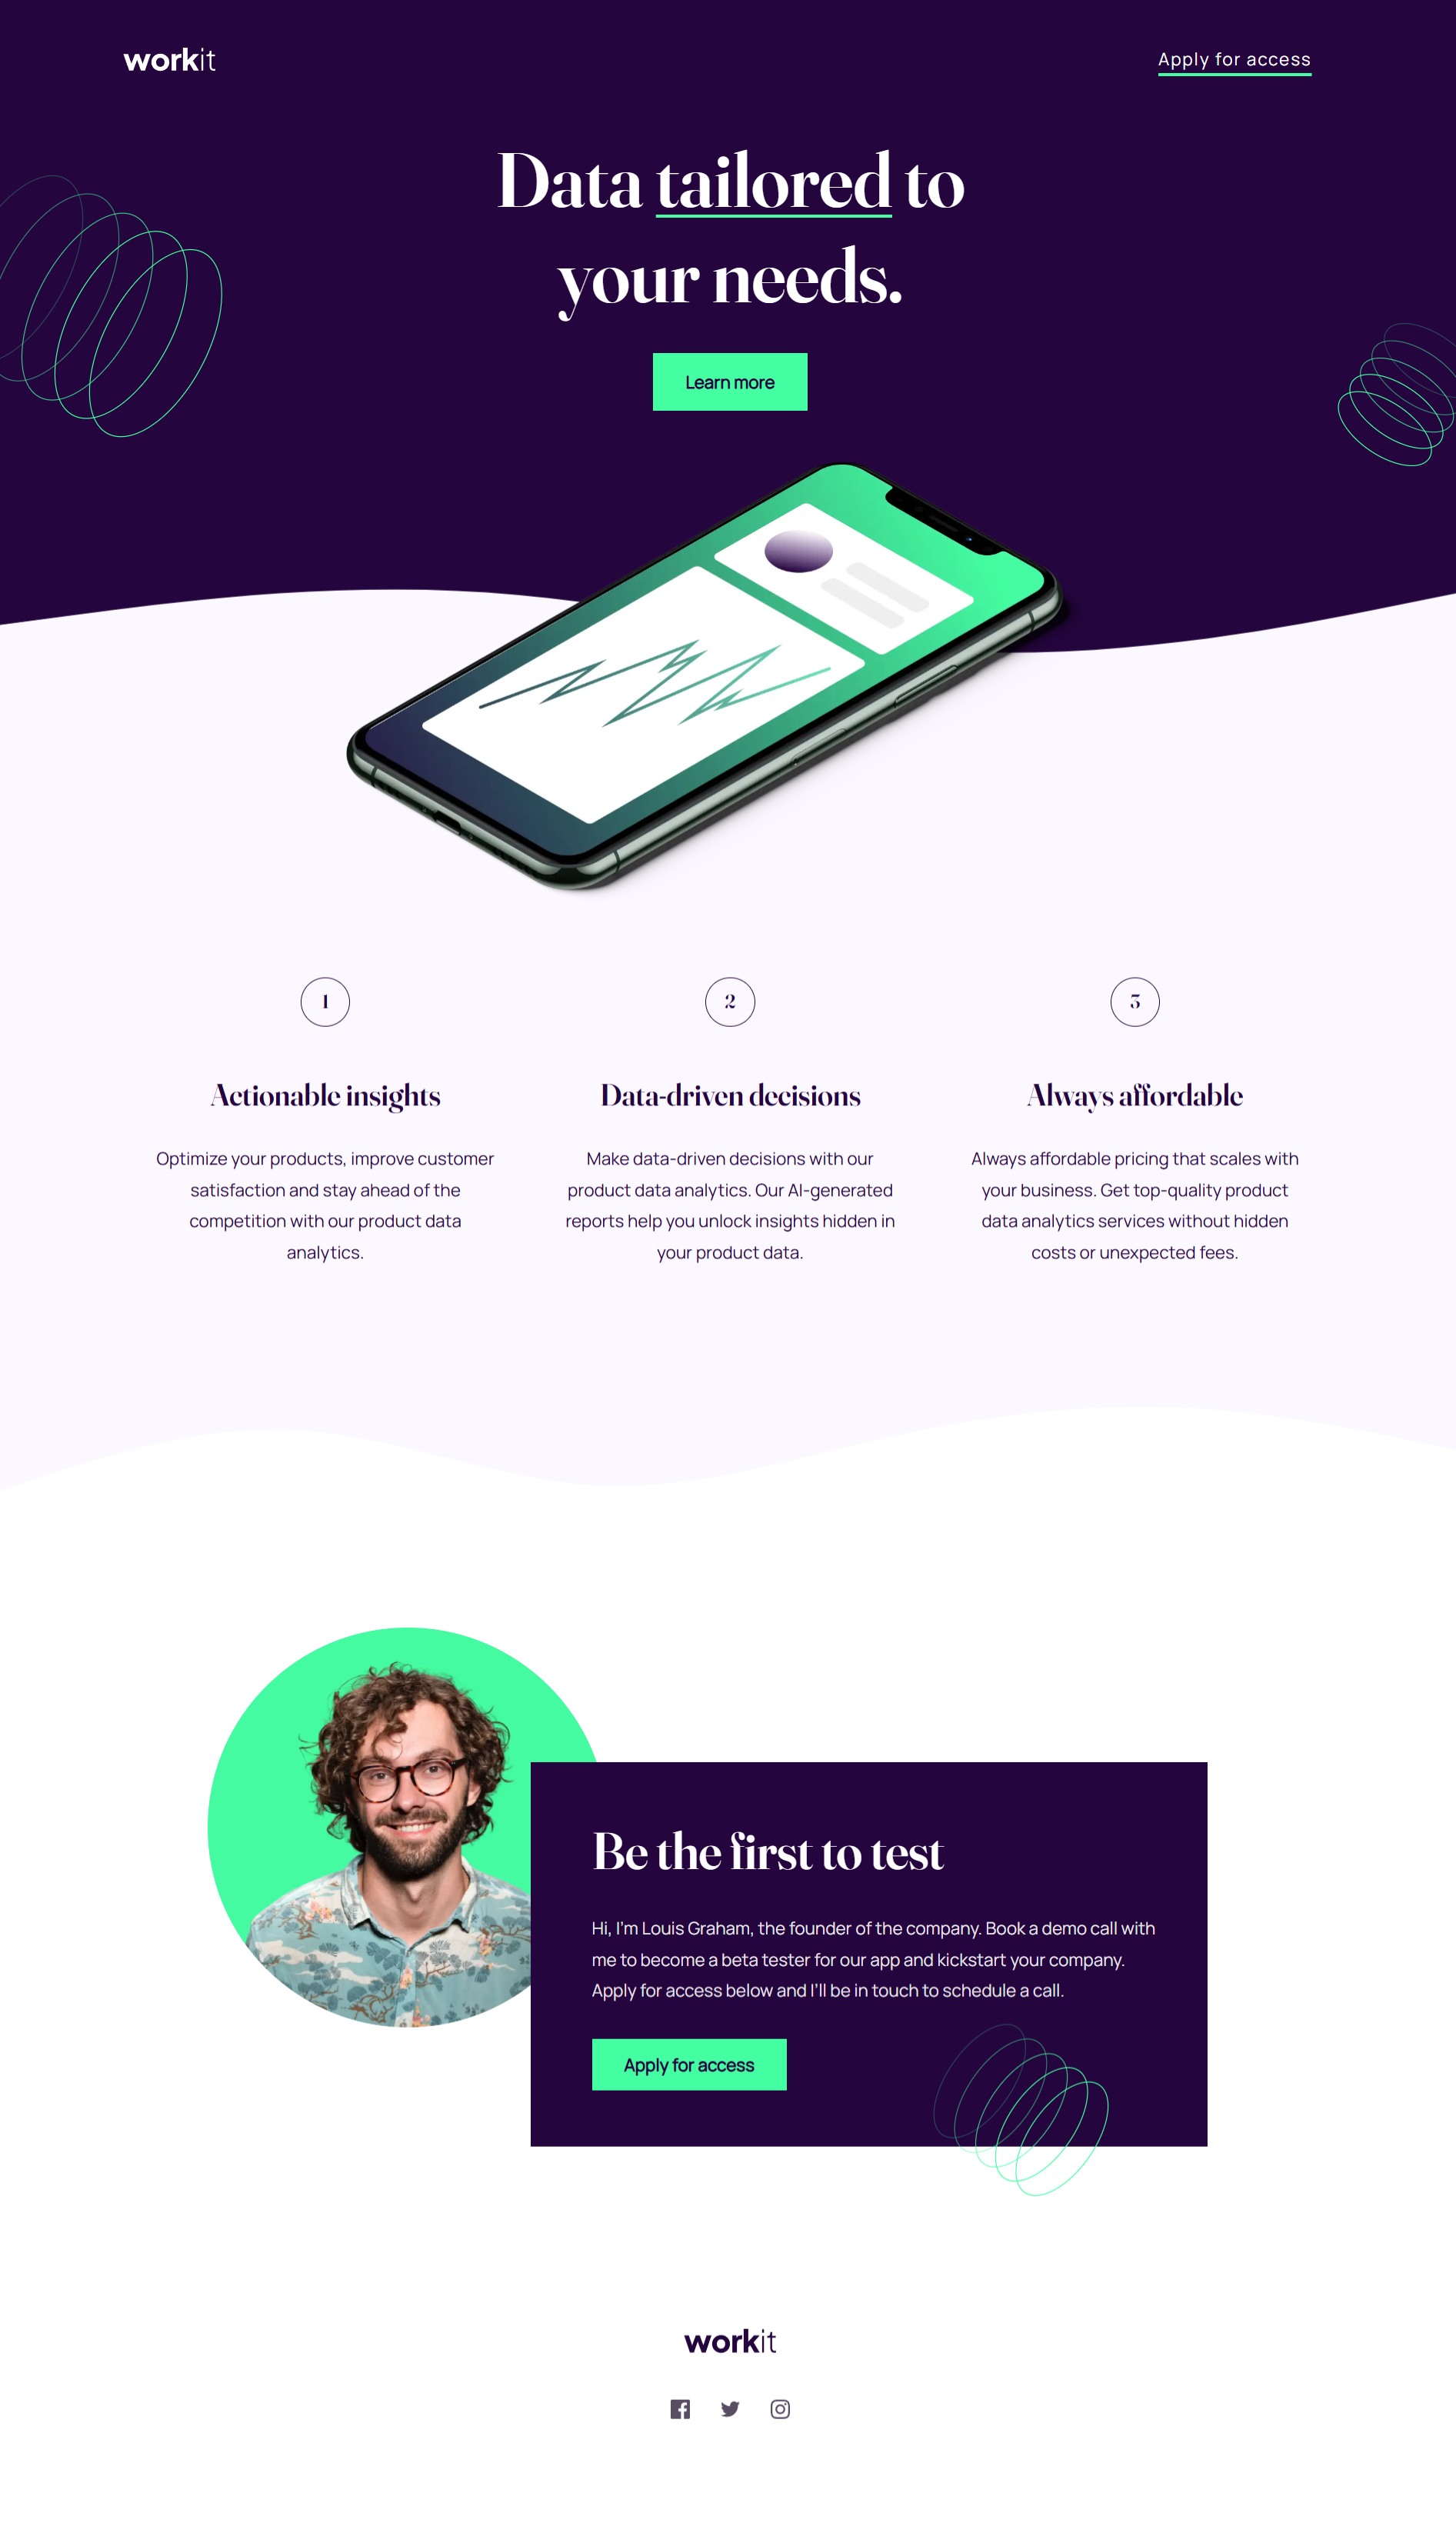 workit
Apply for access
Data tailored to
your needs.
Learn more
1
2
3
Actionable insights
Data-driven decisions
Always affordable
Optimize your products, improve customer
satisfaction and stay ahead of the
competition with our product data
analytics.
Make data-driven decisions with our
product data analytics. Our AI-generated
reports help you unlock insights hidden in
your product data.
Always affordable pricing that scales with
your business. Get top-quality product
data analytics services without hidden
costs or unexpected fees.
Be the first to test
Hi, I'm Louis Graham, the founder of the company. Book a demo call with
me to become a beta tester for our app and kickstart your company.
Apply for access below and I'll be in touch to schedule a call.
Apply for access
workit